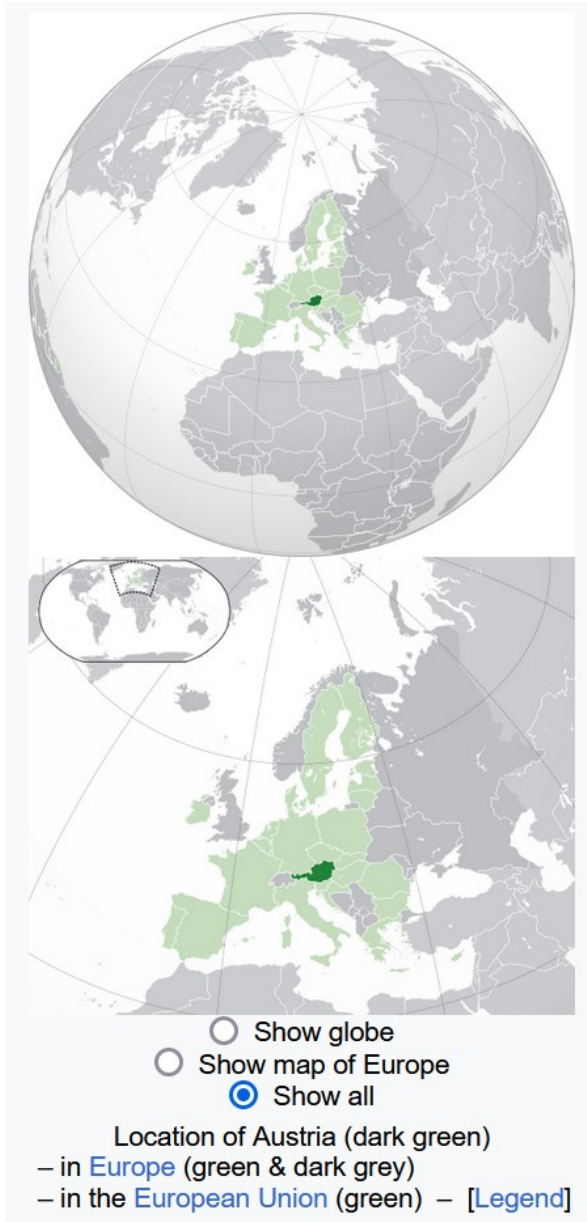 Show globe
Show map of Europe
Show all
Location of Austria (dark green)
– in Europe (green & dark grey)
– in the European Union (green) – [Legend]